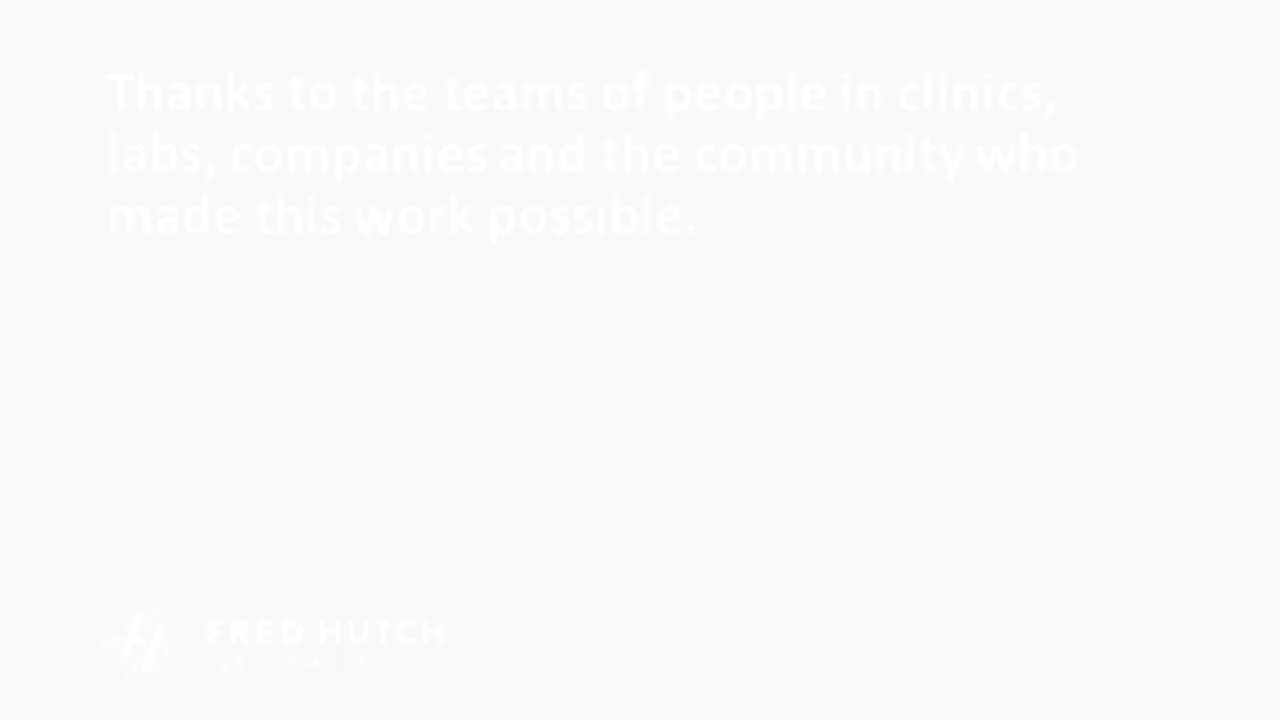 Thanks to the teams of people in clinics,
labs, companies and the community who
made this work possible.
FRED HUTCH